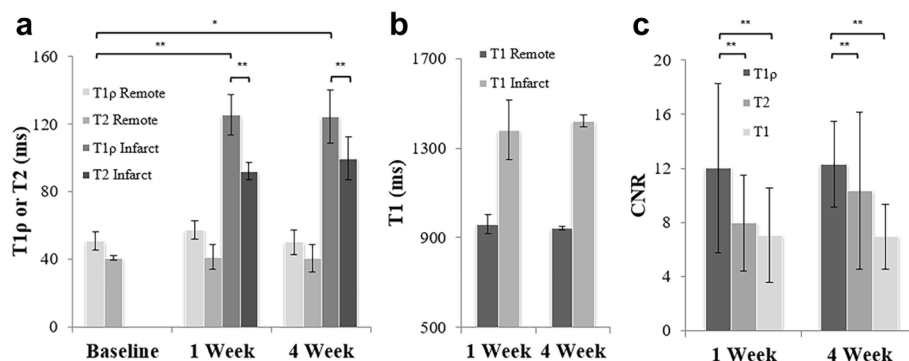 a
T1ρ or T2 (ms)
160
120
80
40
0
*
**
**
**
T1ρ Remote
T2 Remote
T1ρ Infarct
T2 Infarct
Baseline
1 Week
4 Week
b
T1 (ms)
1700
1300
900
500
T1 Remote
T1 Infarct
1 Week
4 Week
c
CNR
20
16
12
8
4
0
**
**
**
**
T1ρ
T2
T1
1 Week
4 Week